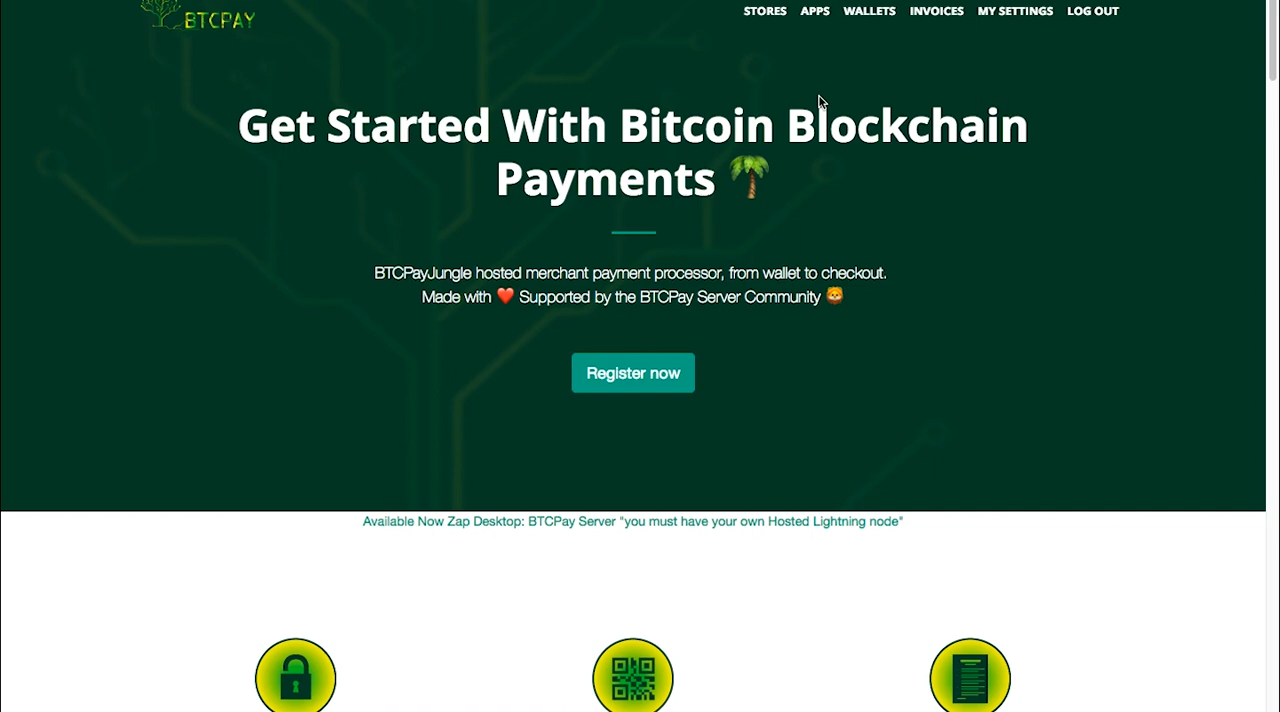 BTCPAY
STORES APPS WALLETS INVOICES MY SETTINGS LOG OUT
Get Started With Bitcoin Blockchain
Payments 🌴
BTCPayJungle hosted merchant payment processor, from wallet to checkout.
Made with ❤️ Supported by the BTCPay Server Community 🦁
Register now
Available Now Zap Desktop: BTCPay Server "you must have your own Hosted Lightning node"